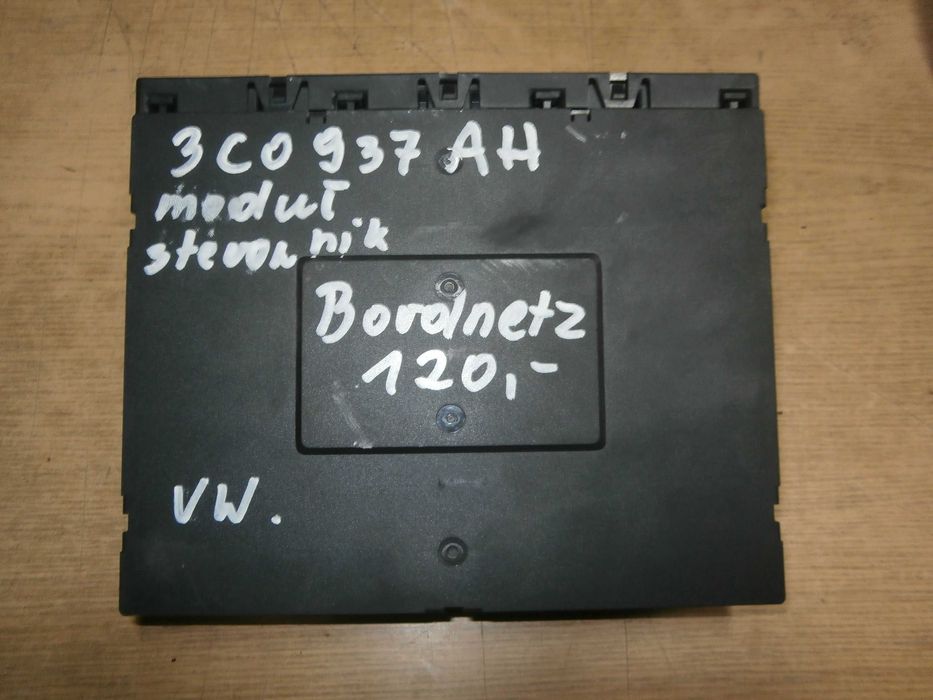 3C0 937 AH
moduł
sterownik
Bordnetz
120,-
VW.